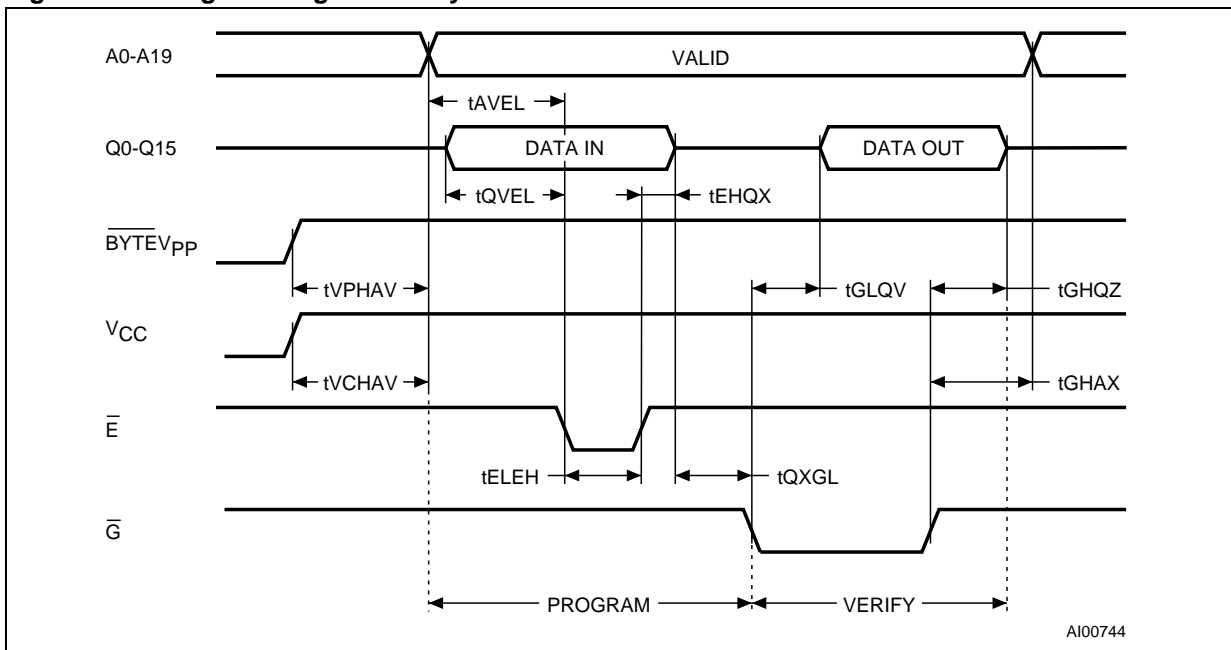 A0-A19
VALID
tAVEL
Q0-Q15
DATA IN
DATA OUT
tQVEL
tEHQX
BYTEVPP
tVPHAV
tGLQV
tGHQZ
VCC
tVCHAV
tGHAX
E
tELEH
tQXGL
G
PROGRAM
VERIFY
AI00744